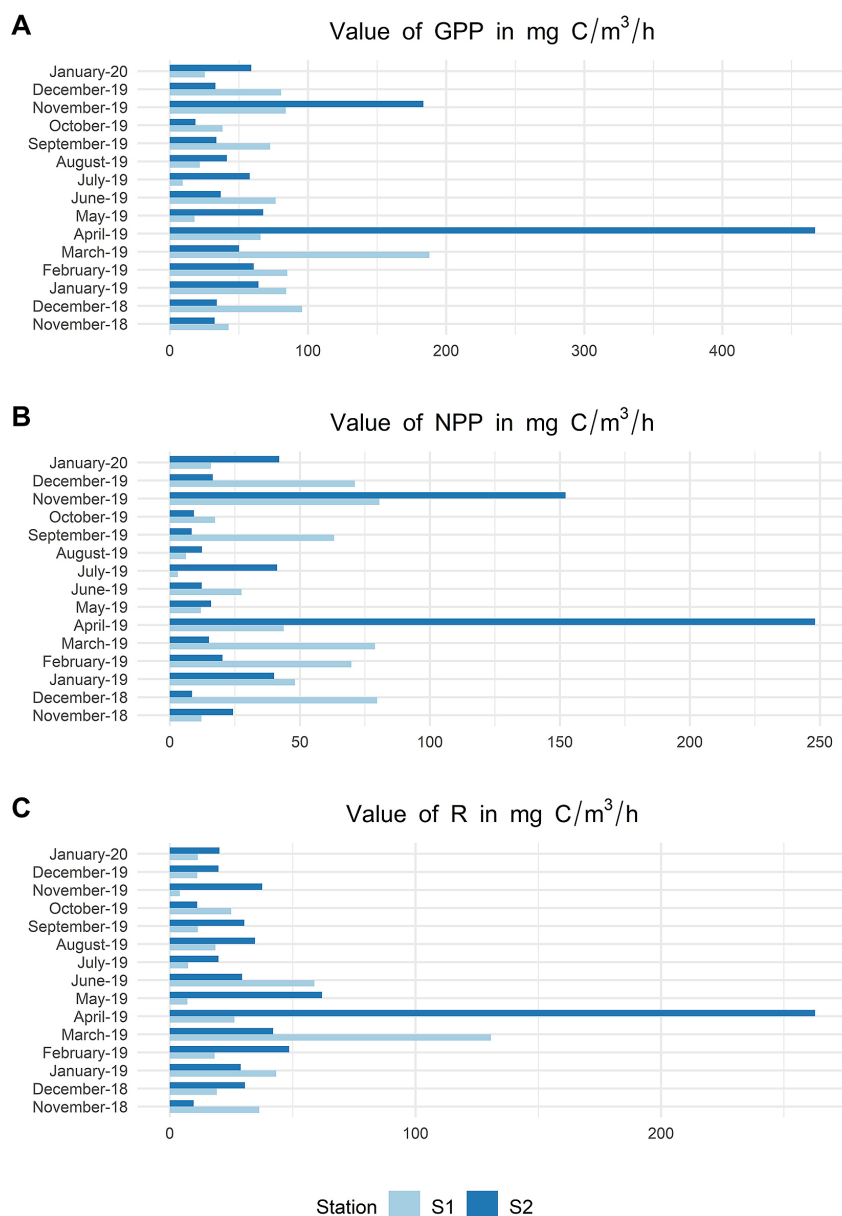 A
Value of GPP in mg C/m³/h
January-20
December-19
November-19
October-19
September-19
August-19
July-19
June-19
May-19
April-19
March-19
February-19
January-19
December-18
November-18
0 100 200 300 400
B
Value of NPP in mg C/m³/h
January-20
December-19
November-19
October-19
September-19
August-19
July-19
June-19
May-19
April-19
March-19
February-19
January-19
December-18
November-18
0 50 100 150 200 250
C
Value of R in mg C/m³/h
January-20
December-19
November-19
October-19
September-19
August-19
July-19
June-19
May-19
April-19
March-19
February-19
January-19
December-18
November-18
0 100 200
Station S1 S2